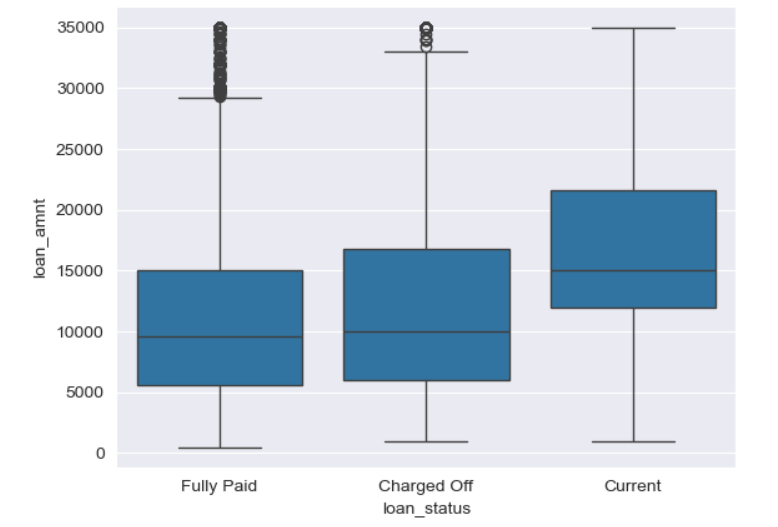 35000
30000
25000
20000
15000
10000
5000
0
loan_amnt
Fully Paid
Charged Off
Current
loan_status